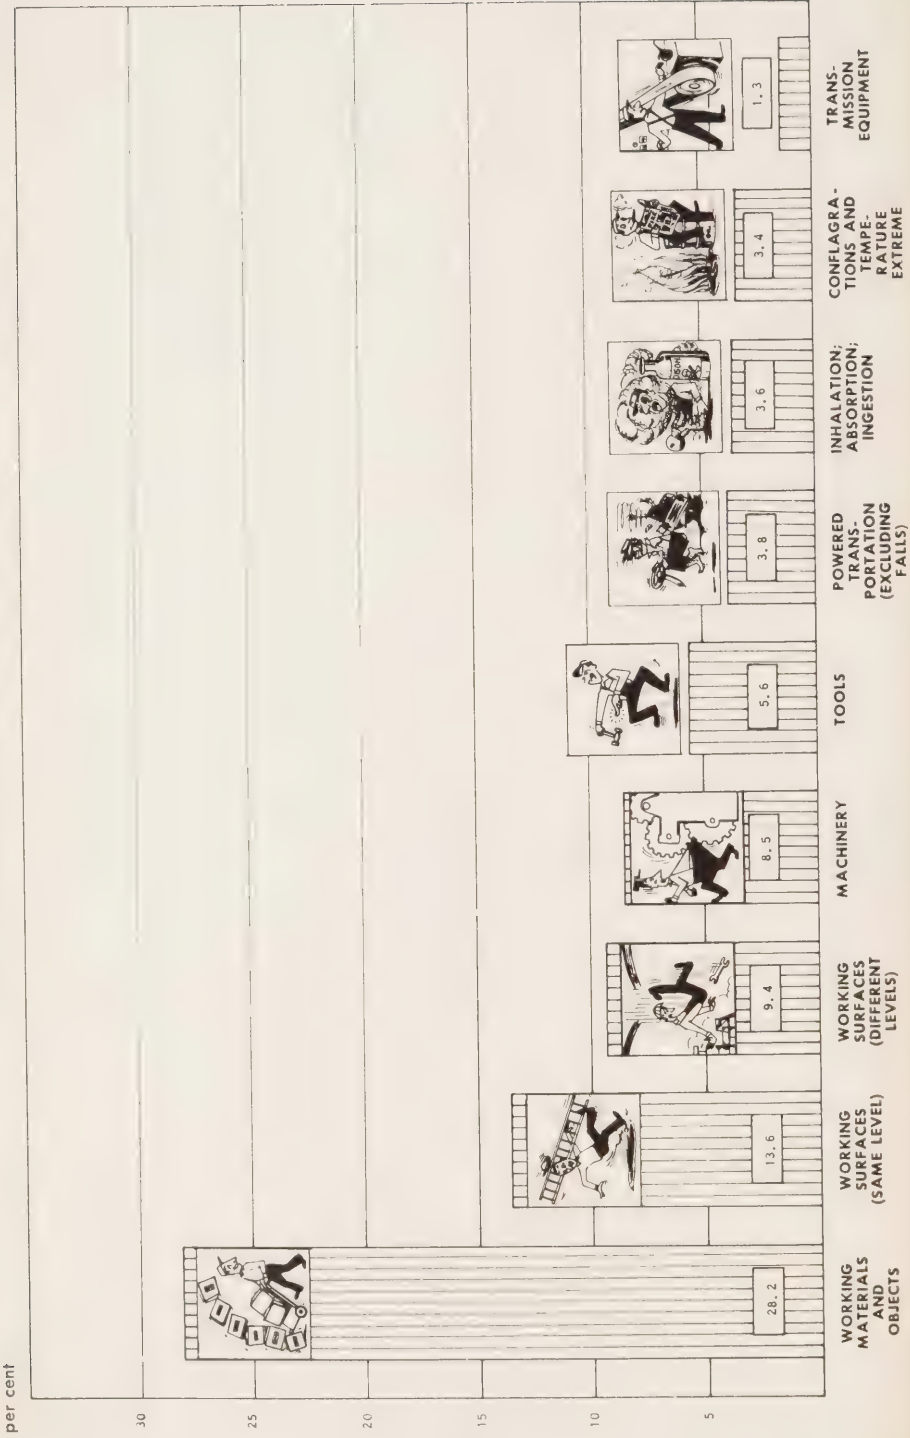 per cent
30
25
20
15
10
5
28.2
13.6
9.4
8.5
5.6
3.8
3.6
3.4
1.3
WORKING
MATERIALS
AND
OBJECTS
WORKING
SURFACES
(SAME LEVEL)
WORKING
SURFACES
(DIFFERENT
LEVELS)
MACHINERY
TOOLS
POWERED
TRANS-
PORTATION
(EXCLUDING
FALLS)
INHALATION;
ABSORPTION;
INGESTION
CONFLAGRA-
TIONS AND
TEMPE-
RATURE
EXTREME
TRANS-
MISSION
EQUIPMENT